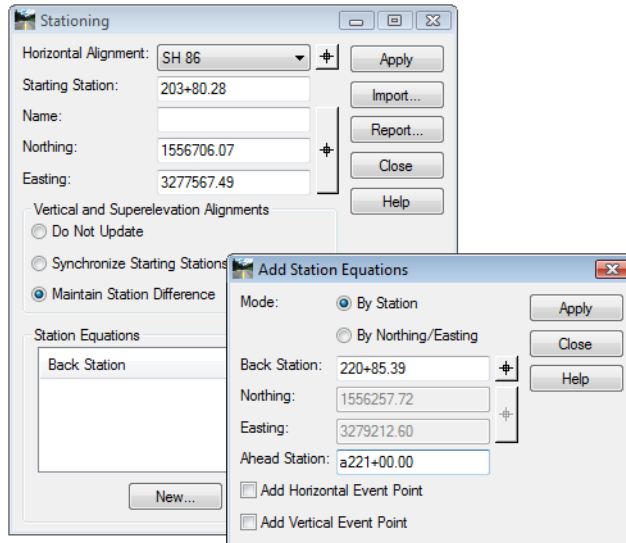 Stationing
Horizontal Alignment: SH 86
Apply
Starting Station: 203+80.28
Import...
Name:
Report...
Northing: 1556706.07
Close
Easting: 3277567.49
Help
Vertical and Superelevation Alignments
Do Not Update
Synchronize Starting Stations
Maintain Station Difference
Station Equations
Back Station
New...
Add Station Equations
Mode: By Station
Apply
By Northing/Easting
Close
Back Station: 220+85.39
Help
Northing: 1556257.72
Easting: 3279212.60
Ahead Station: a221+00.00
Add Horizontal Event Point
Add Vertical Event Point